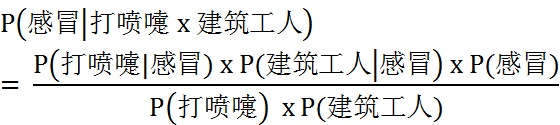 P(感冒|打喷嚏 x 建筑工人)
= P(打喷嚏|感冒) x P(建筑工人|感冒) x P(感冒)
P(打喷嚏) x P(建筑工人)